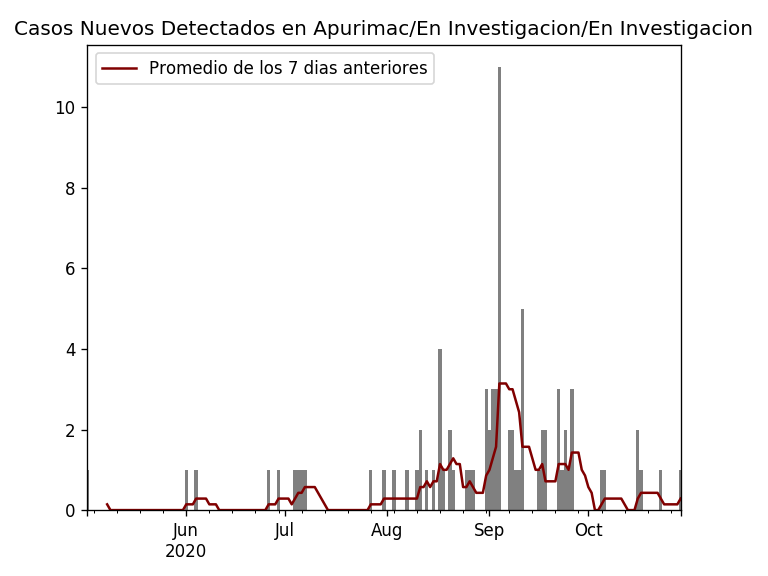 Casos Nuevos Detectados en Apurimac/En Investigacion/En Investigacion
Promedio de los 7 dias anteriores
10
8
6
4
2
0
Jun
2020
Jul
Aug
Sep
Oct